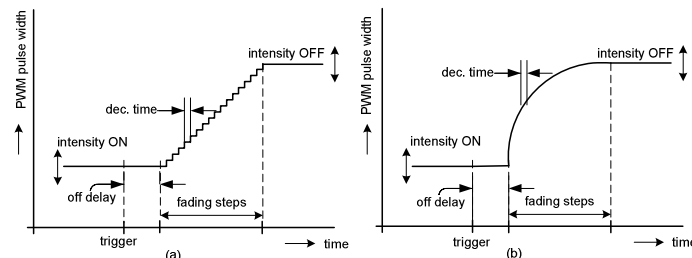 PWM pulse width
intensity OFF
dec. time
intensity ON
off delay
fading steps
trigger
time
(a)
PWM pulse width
intensity OFF
dec. time
intensity ON
off delay
fading steps
trigger
time
(b)